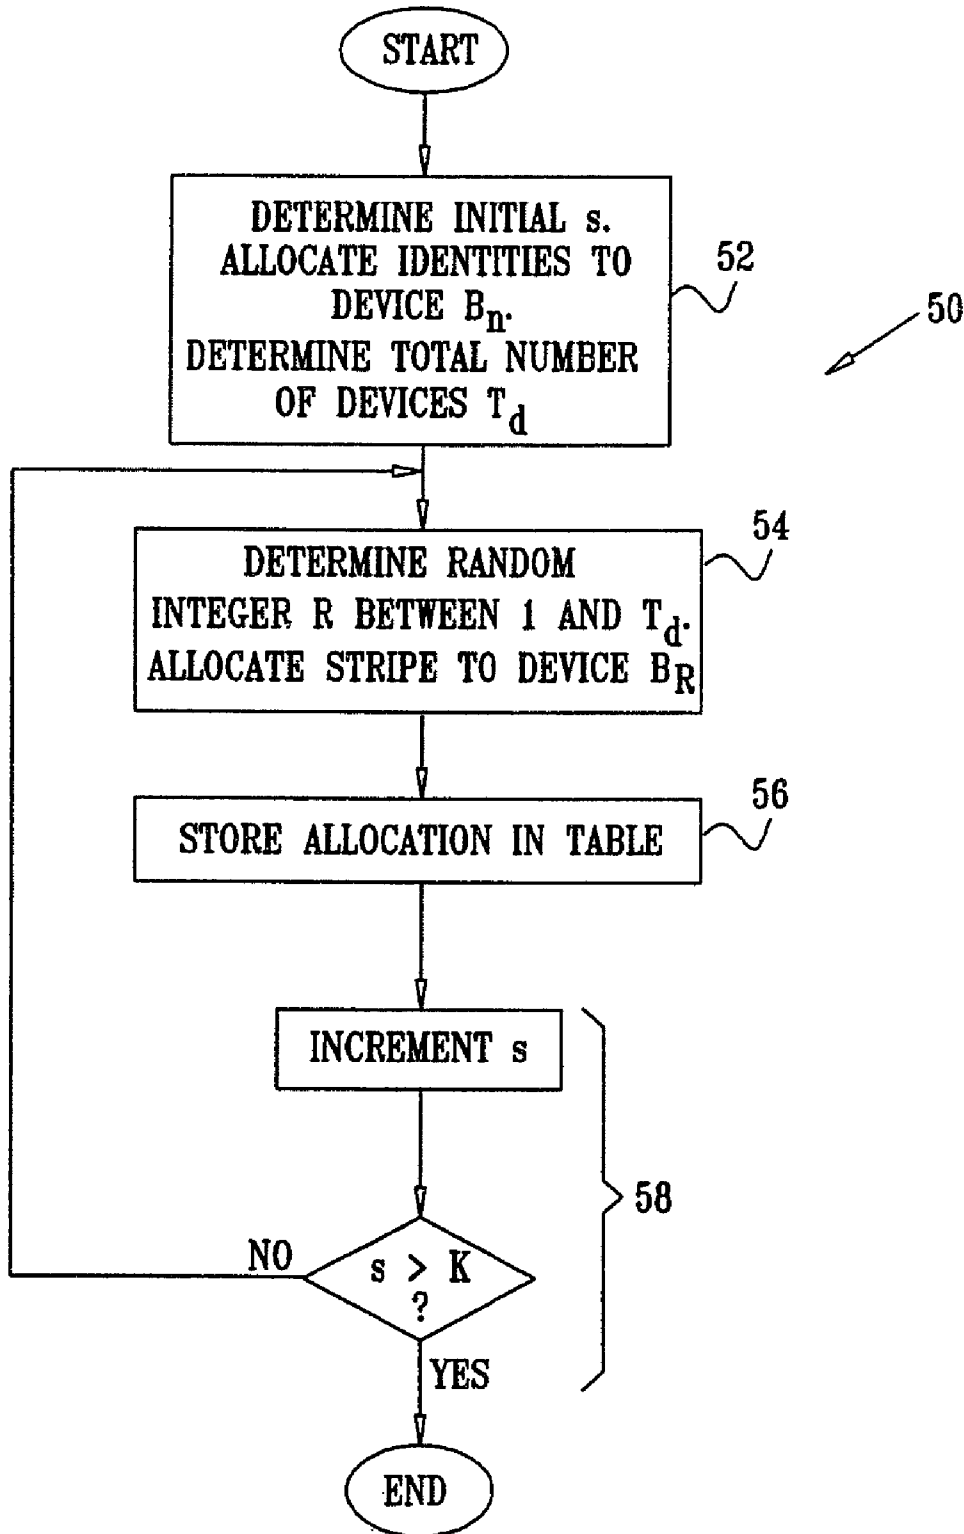 START
DETERMINE INITIAL s.
ALLOCATE IDENTITIES TO
DEVICE Bn.
DETERMINE TOTAL NUMBER
OF DEVICES Td
52
50
DETERMINE RANDOM
INTEGER R BETWEEN 1 AND Td.
ALLOCATE STRIPE TO DEVICE BR
54
STORE ALLOCATION IN TABLE
56
INCREMENT s
58
s > K
?
NO
YES
END